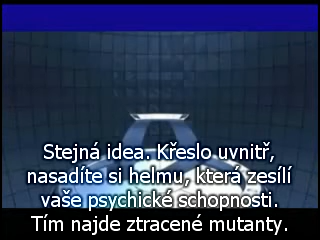 Stejná idea. Křeslo uvnitř,
nasadíte si helmu, která zesílí
vaše psychické schopnosti.
Tím najde ztracené mutanty.